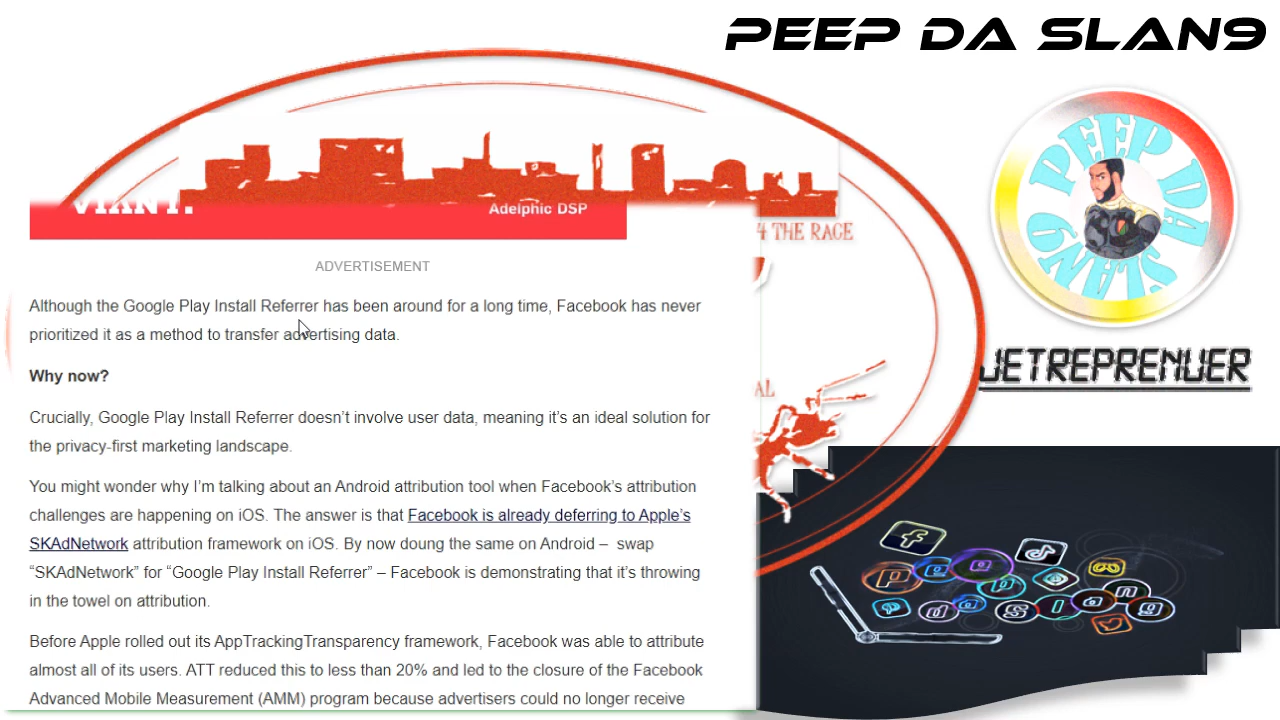 PEEP DA SLAN9
PEEP DA
SLAN9
VIANT.
Adelphic DSP
4 THE RACE
ADVERTISEMENT
Although the Google Play Install Referrer has been around for a long time, Facebook has never
prioritized it as a method to transfer advertising data.
JETREPRENUER
Why now?
AL
Crucially, Google Play Install Referrer doesn’t involve user data, meaning it’s an ideal solution for
the privacy-first marketing landscape.
You might wonder why I’m talking about an Android attribution tool when Facebook’s attribution
challenges are happening on iOS. The answer is that Facebook is already deferring to Apple’s
SKAdNetwork attribution framework on iOS. By now doung the same on Android – swap
“SKAdNetwork” for “Google Play Install Referrer” – Facebook is demonstrating that it’s throwing
in the towel on attribution.
Before Apple rolled out its AppTrackingTransparency framework, Facebook was able to attribute
almost all of its users. ATT reduced this to less than 20% and led to the closure of the Facebook
Advanced Mobile Measurement (AMM) program because advertisers could no longer receive
Peep
da Slang